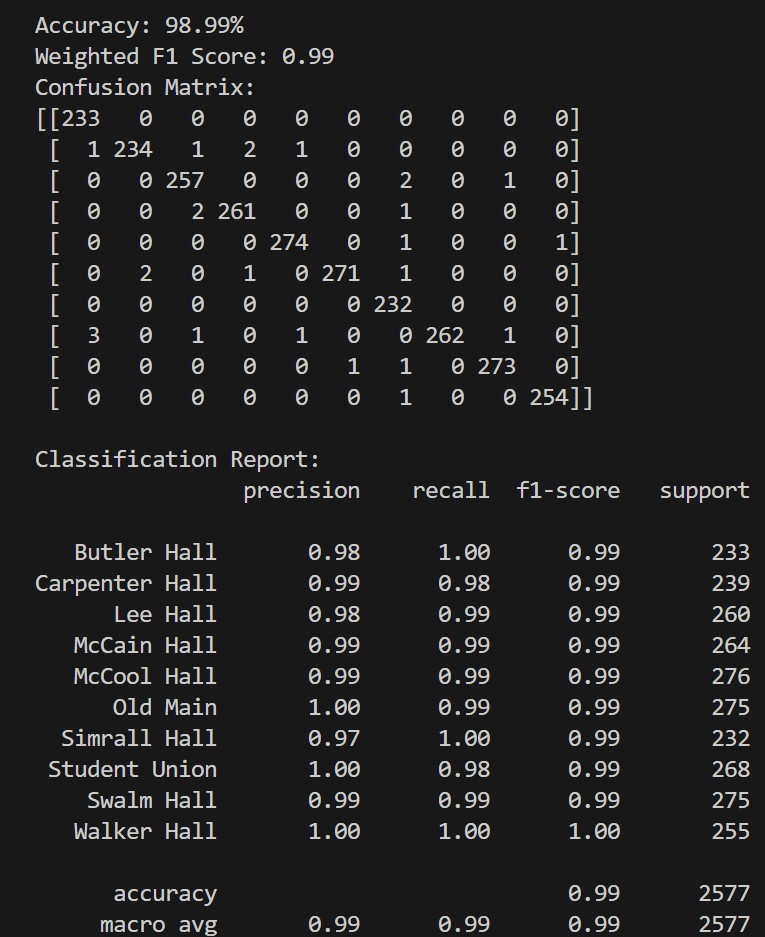 Accuracy: 98.99%
Weighted F1 Score: 0.99
Confusion Matrix:
[[233   0   0   0   0   0   0   0   0   0]
 [  1 234   1   2   1   0   0   0   0   0]
 [  0   0 257   0   0   0   2   0   1   0]
 [  0   0   2 261   0   0   1   0   0   0]
 [  0   0   0   0 274   0   1   0   0   1]
 [  0   2   0   1   0 271   1   0   0   0]
 [  0   0   0   0   0   0 232   0   0   0]
 [  3   0   1   0   1   0   0 262   1   0]
 [  0   0   0   0   0   1   1   0 273   0]
 [  0   0   0   0   0   0   1   0   0 254]]
Classification Report:
                precision    recall  f1-score   support
   Butler Hall       0.98      1.00      0.99       233
Carpenter Hall       0.99      0.98      0.99       239
      Lee Hall       0.98      0.99      0.99       260
   McCain Hall       0.99      0.99      0.99       264
   McCool Hall       0.99      0.99      0.99       276
      Old Main       1.00      0.99      0.99       275
  Simrall Hall       0.97      1.00      0.99       232
 Student Union       1.00      0.98      0.99       268
    Swalm Hall       0.99      0.99      0.99       275
   Walker Hall       1.00      1.00      1.00       255
      accuracy                           0.99      2577
     macro avg       0.99      0.99      0.99      2577